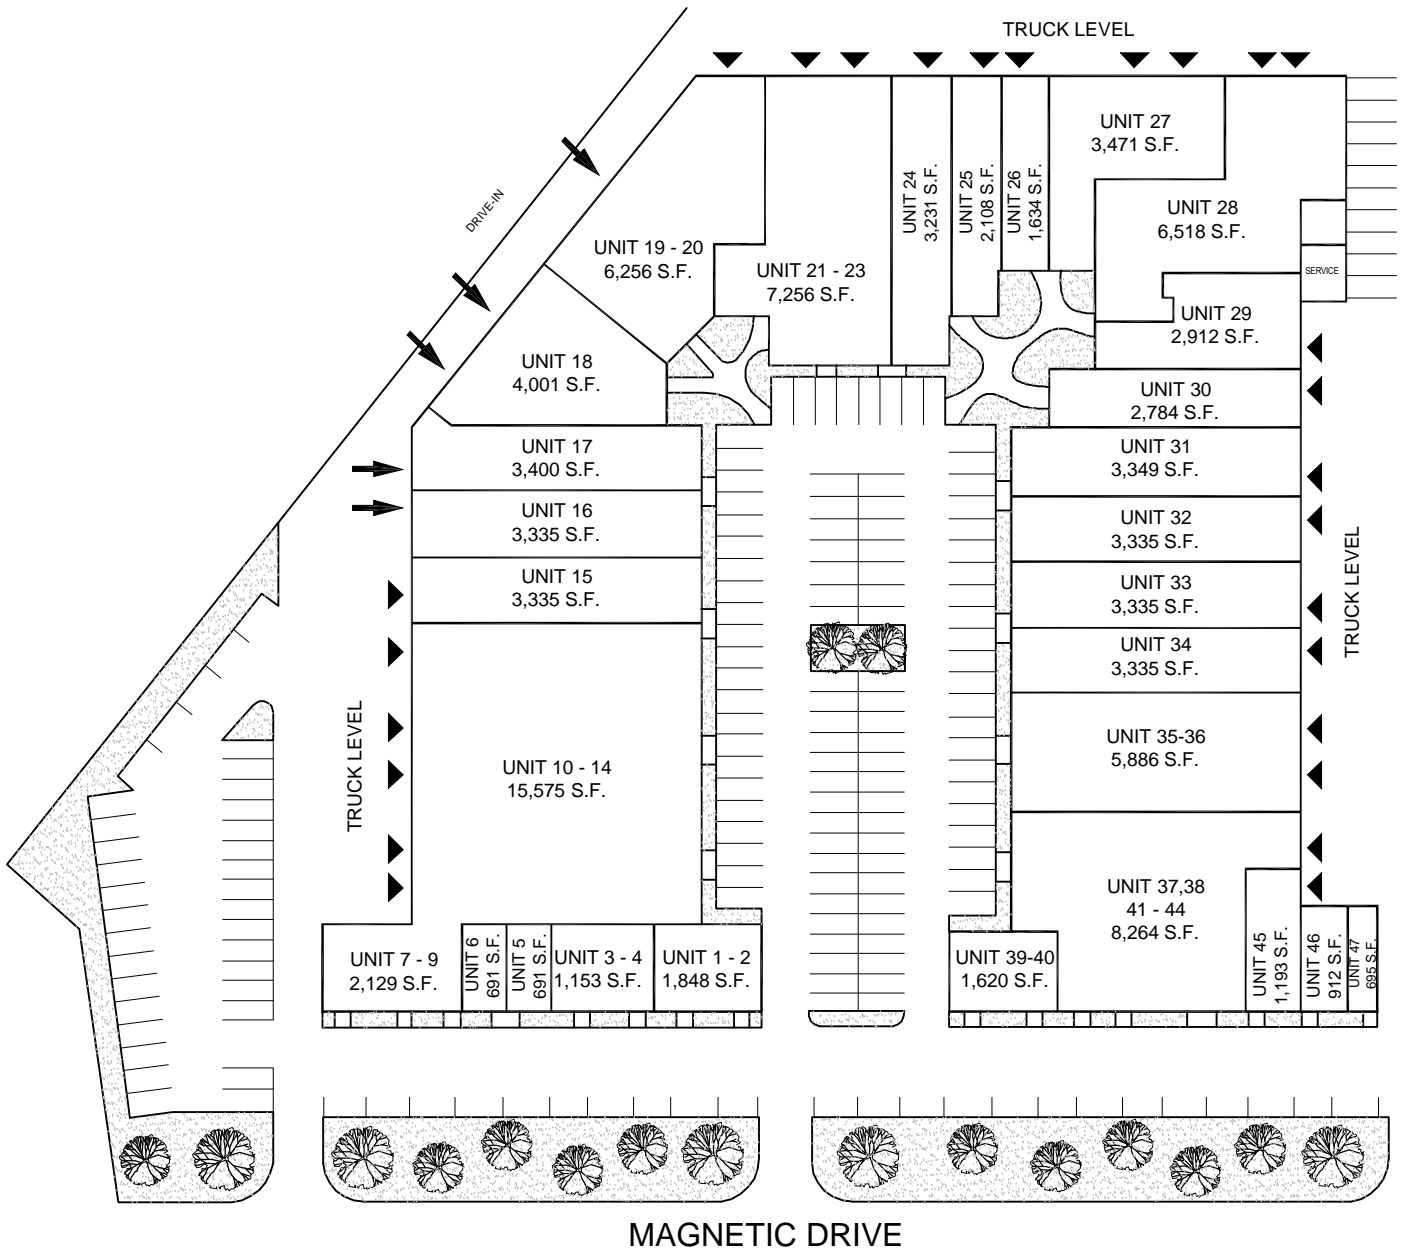 TRUCK LEVEL
UNIT 27
3,471 S.F.
UNIT 24
3,231 S.F.
UNIT 25
2,108 S.F.
UNIT 26
1,634 S.F.
DRIVE-IN
UNIT 28
6,518 S.F.
UNIT 19 - 20
6,256 S.F.
UNIT 21 - 23
7,256 S.F.
SERVICE
UNIT 29
2,912 S.F.
UNIT 18
4,001 S.F.
UNIT 30
2,784 S.F.
UNIT 17
3,400 S.F.
UNIT 31
3,349 S.F.
UNIT 16
3,335 S.F.
UNIT 32
3,335 S.F.
UNIT 15
3,335 S.F.
UNIT 33
3,335 S.F.
TRUCK LEVEL
UNIT 34
3,335 S.F.
TRUCK LEVEL
UNIT 10 - 14
15,575 S.F.
UNIT 35-36
5,886 S.F.
UNIT 37,38
41 - 44
8,264 S.F.
UNIT 7 - 9
2,129 S.F.
UNIT 6
691 S.F.
UNIT 5
691 S.F.
UNIT 3 - 4
1,153 S.F.
UNIT 1 - 2
1,848 S.F.
UNIT 39-40
1,620 S.F.
UNIT 45
1,193 S.F.
UNIT 46
912 S.F.
UNIT 47
695 S.F.
MAGNETIC DRIVE